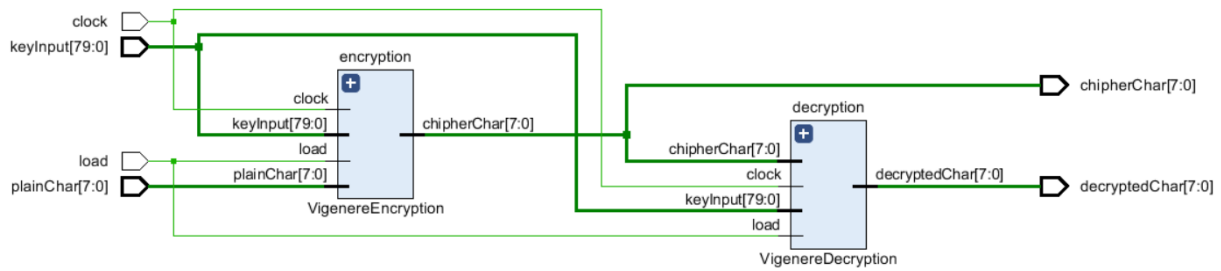 clock
keyInput[79:0]
load
plainChar[7:0]
encryption
clock
keyInput[79:0]
load
plainChar[7:0]
chipherChar[7:0]
VigenereEncryption
decryption
chipherChar[7:0]
clock
keyInput[79:0]
load
decryptedChar[7:0]
VigenereDecryption
chipherChar[7:0]
decryptedChar[7:0]